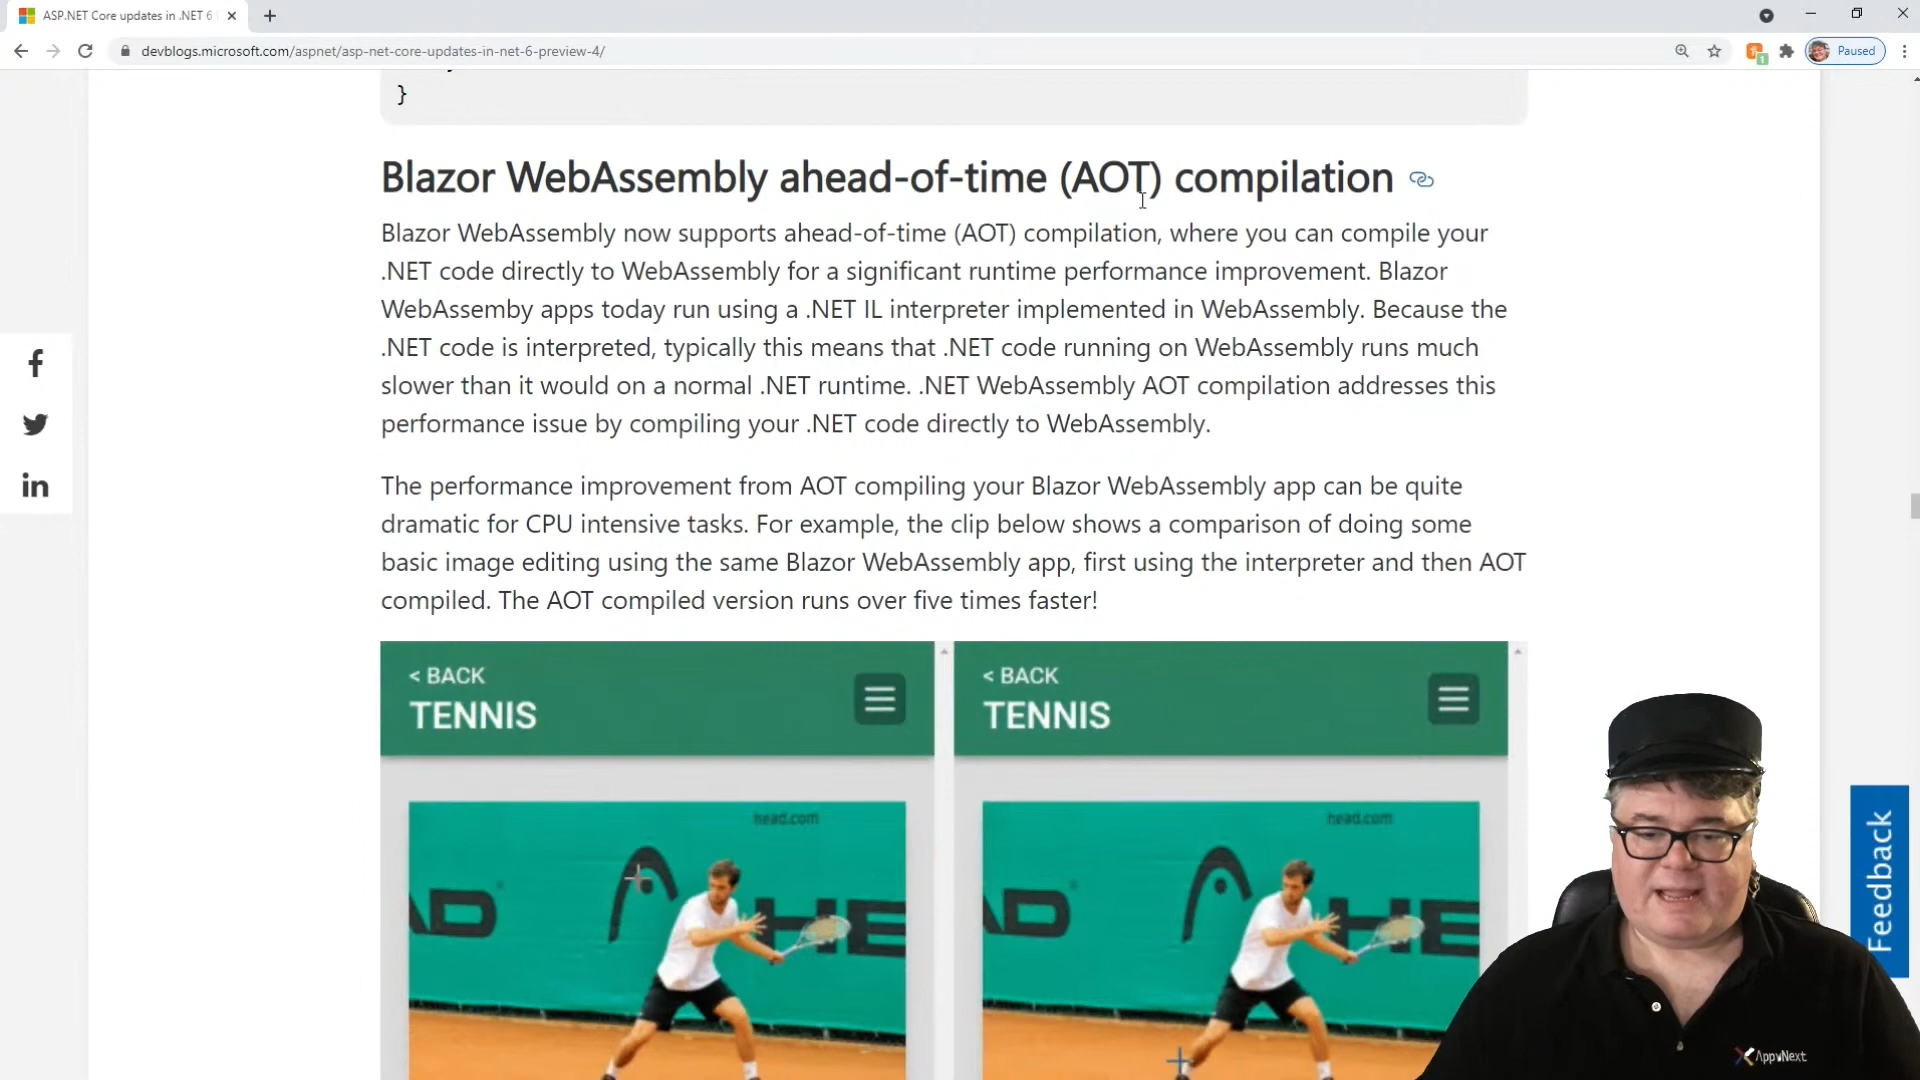 ASP.NET Core updates in .NET 6
devblogs.microsoft.com/aspnet/asp-net-core-updates-in-net-6-preview-4/
1
Paused
}
Blazor WebAssembly ahead-of-time (AOT) compilation
Blazor WebAssembly now supports ahead-of-time (AOT) compilation, where you can compile your
.NET code directly to WebAssembly for a significant runtime performance improvement. Blazor
WebAssemby apps today run using a .NET IL interpreter implemented in WebAssembly. Because the
.NET code is interpreted, typically this means that .NET code running on WebAssembly runs much
slower than it would on a normal .NET runtime. .NET WebAssembly AOT compilation addresses this
performance issue by compiling your .NET code directly to WebAssembly.
The performance improvement from AOT compiling your Blazor WebAssembly app can be quite
dramatic for CPU intensive tasks. For example, the clip below shows a comparison of doing some
basic image editing using the same Blazor WebAssembly app, first using the interpreter and then AOT
compiled. The AOT compiled version runs over five times faster!
< BACK
TENNIS
head.com
AD
HE
< BACK
TENNIS
head.com
AD
HE
Feedback
AppvNext